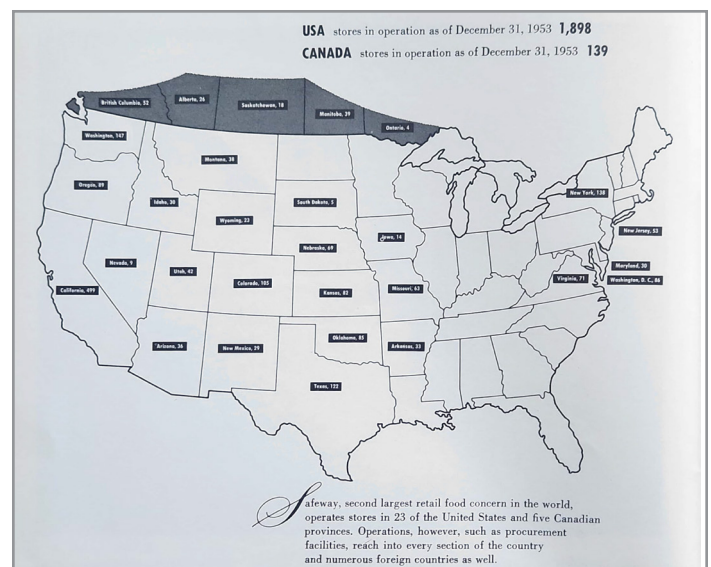 USA stores in operation as of December 31, 1953 1,898
CANADA stores in operation as of December 31, 1953 139
British Columbia, 52
Alberta, 26
Saskatchewan, 18
Manitoba, 39
Ontario, 4
Washington, 147
Montana, 38
Oregon, 89
Idaho, 30
South Dakota, 5
New York, 138
Wyoming, 23
Iowa, 14
New Jersey, 53
Nebraska, 69
Nevada, 9
Utah, 42
Maryland, 30
Colorado, 105
Virginia, 71
Washington, D. C., 86
California, 499
Kansas, 82
Missouri, 63
Oklahoma, 85
Arizona, 36
New Mexico, 29
Arkansas, 33
Texas, 122
Safeway, second largest retail food concern in the world,
operates stores in 23 of the United States and five Canadian
provinces. Operations, however, such as procurement
facilities, reach into every section of the country
and numerous foreign countries as well.